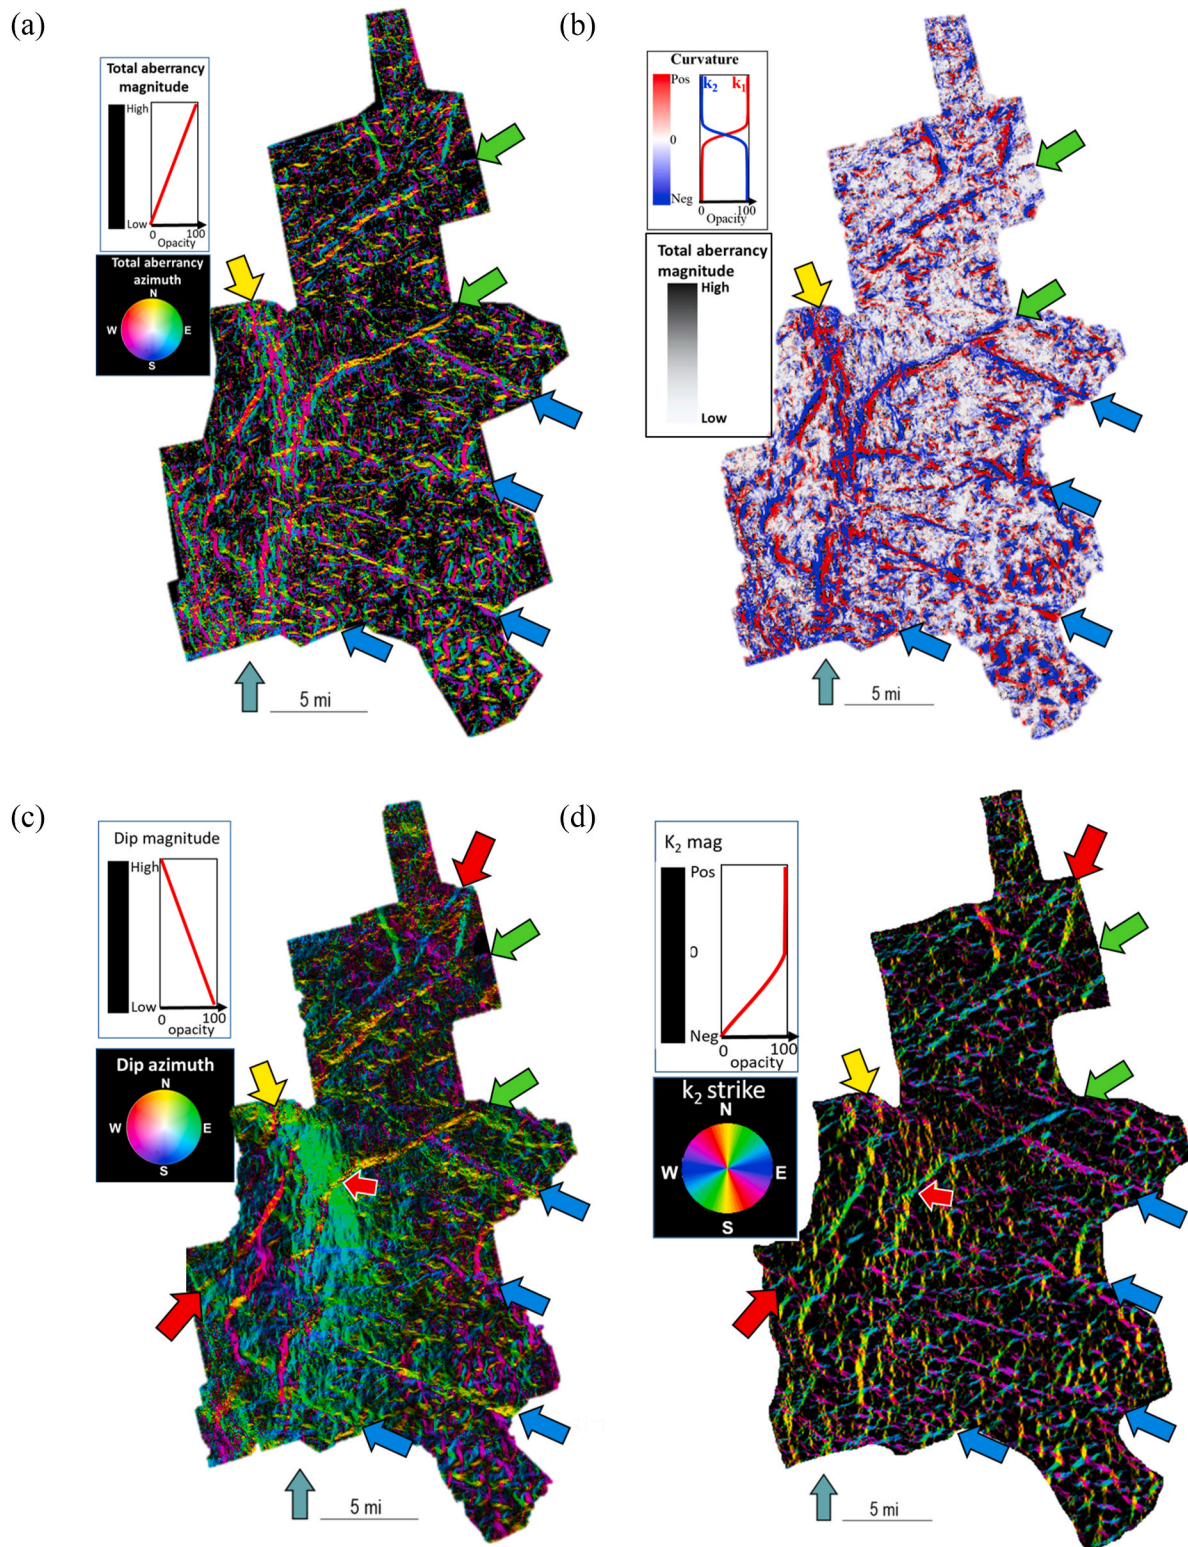 (a)
Total aberrancy
magnitude
High
Low
0
100
Opacity
Total aberrancy
azimuth
N
W
E
S
5 mi
(b)
Curvature
Pos
k2
k1
0
Neg
0
100
Opacity
Total aberrancy
magnitude
High
Low
5 mi
(c)
Dip magnitude
High
Low
0
100
opacity
Dip azimuth
N
W
E
S
5 mi
(d)
K2 mag
Pos
0
Neg
0
100
opacity
k2 strike
N
W
E
S
5 mi